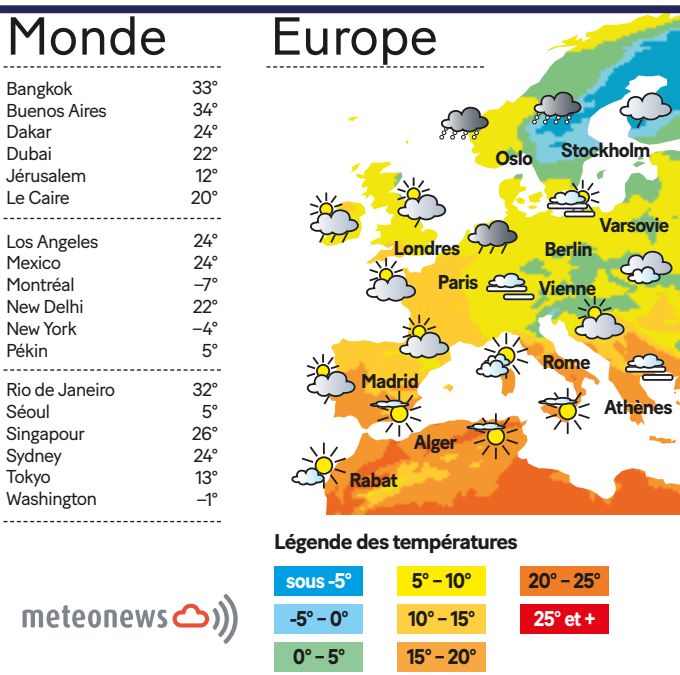 Monde
Bangkok 33°
Buenos Aires 34°
Dakar 24°
Dubai 22°
Jérusalem 12°
Le Caire 20°
Los Angeles 24°
Mexico 24°
Montréal –7°
New Delhi 22°
New York –4°
Pékin 5°
Rio de Janeiro 32°
Séoul 5°
Singapour 26°
Sydney 24°
Tokyo 13°
Washington –1°
meteonews
Europe
Oslo
Stockholm
Varsovie
Londres
Berlin
Paris
Vienne
Rome
Madrid
Athènes
Alger
Rabat
Légende des températures
sous -5° 5° – 10° 20° – 25°
-5° – 0° 10° – 15° 25° et +
0° – 5° 15° – 20°